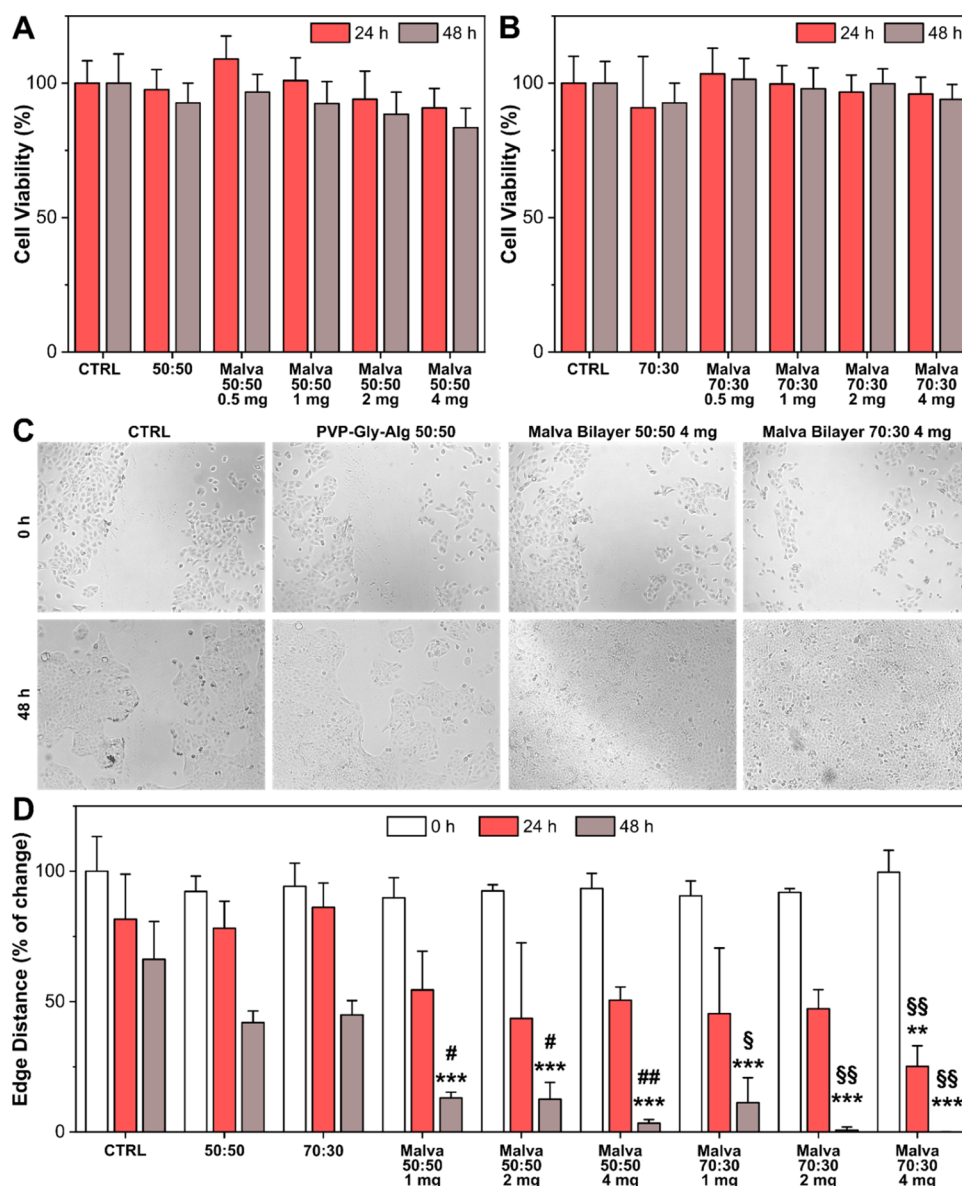 A
24 h
48 h
Cell Viability (%)
100
50
0
CTRL
50:50
Malva
50:50
0.5 mg
Malva
50:50
1 mg
Malva
50:50
2 mg
Malva
50:50
4 mg
B
24 h
48 h
Cell Viability (%)
100
50
0
CTRL
70:30
Malva
70:30
0.5 mg
Malva
70:30
1 mg
Malva
70:30
2 mg
Malva
70:30
4 mg
C
CTRL
PVP-Gly-Alg 50:50
Malva Bilayer 50:50 4 mg
Malva Bilayer 70:30 4 mg
0 h
48 h
D
0 h
24 h
48 h
Edge Distance (% of change)
100
50
0
#
***
#
***
##
***
§
***
§§
***
§§
**
§§
***
CTRL
50:50
70:30
Malva
50:50
1 mg
Malva
50:50
2 mg
Malva
50:50
4 mg
Malva
70:30
1 mg
Malva
70:30
2 mg
Malva
70:30
4 mg